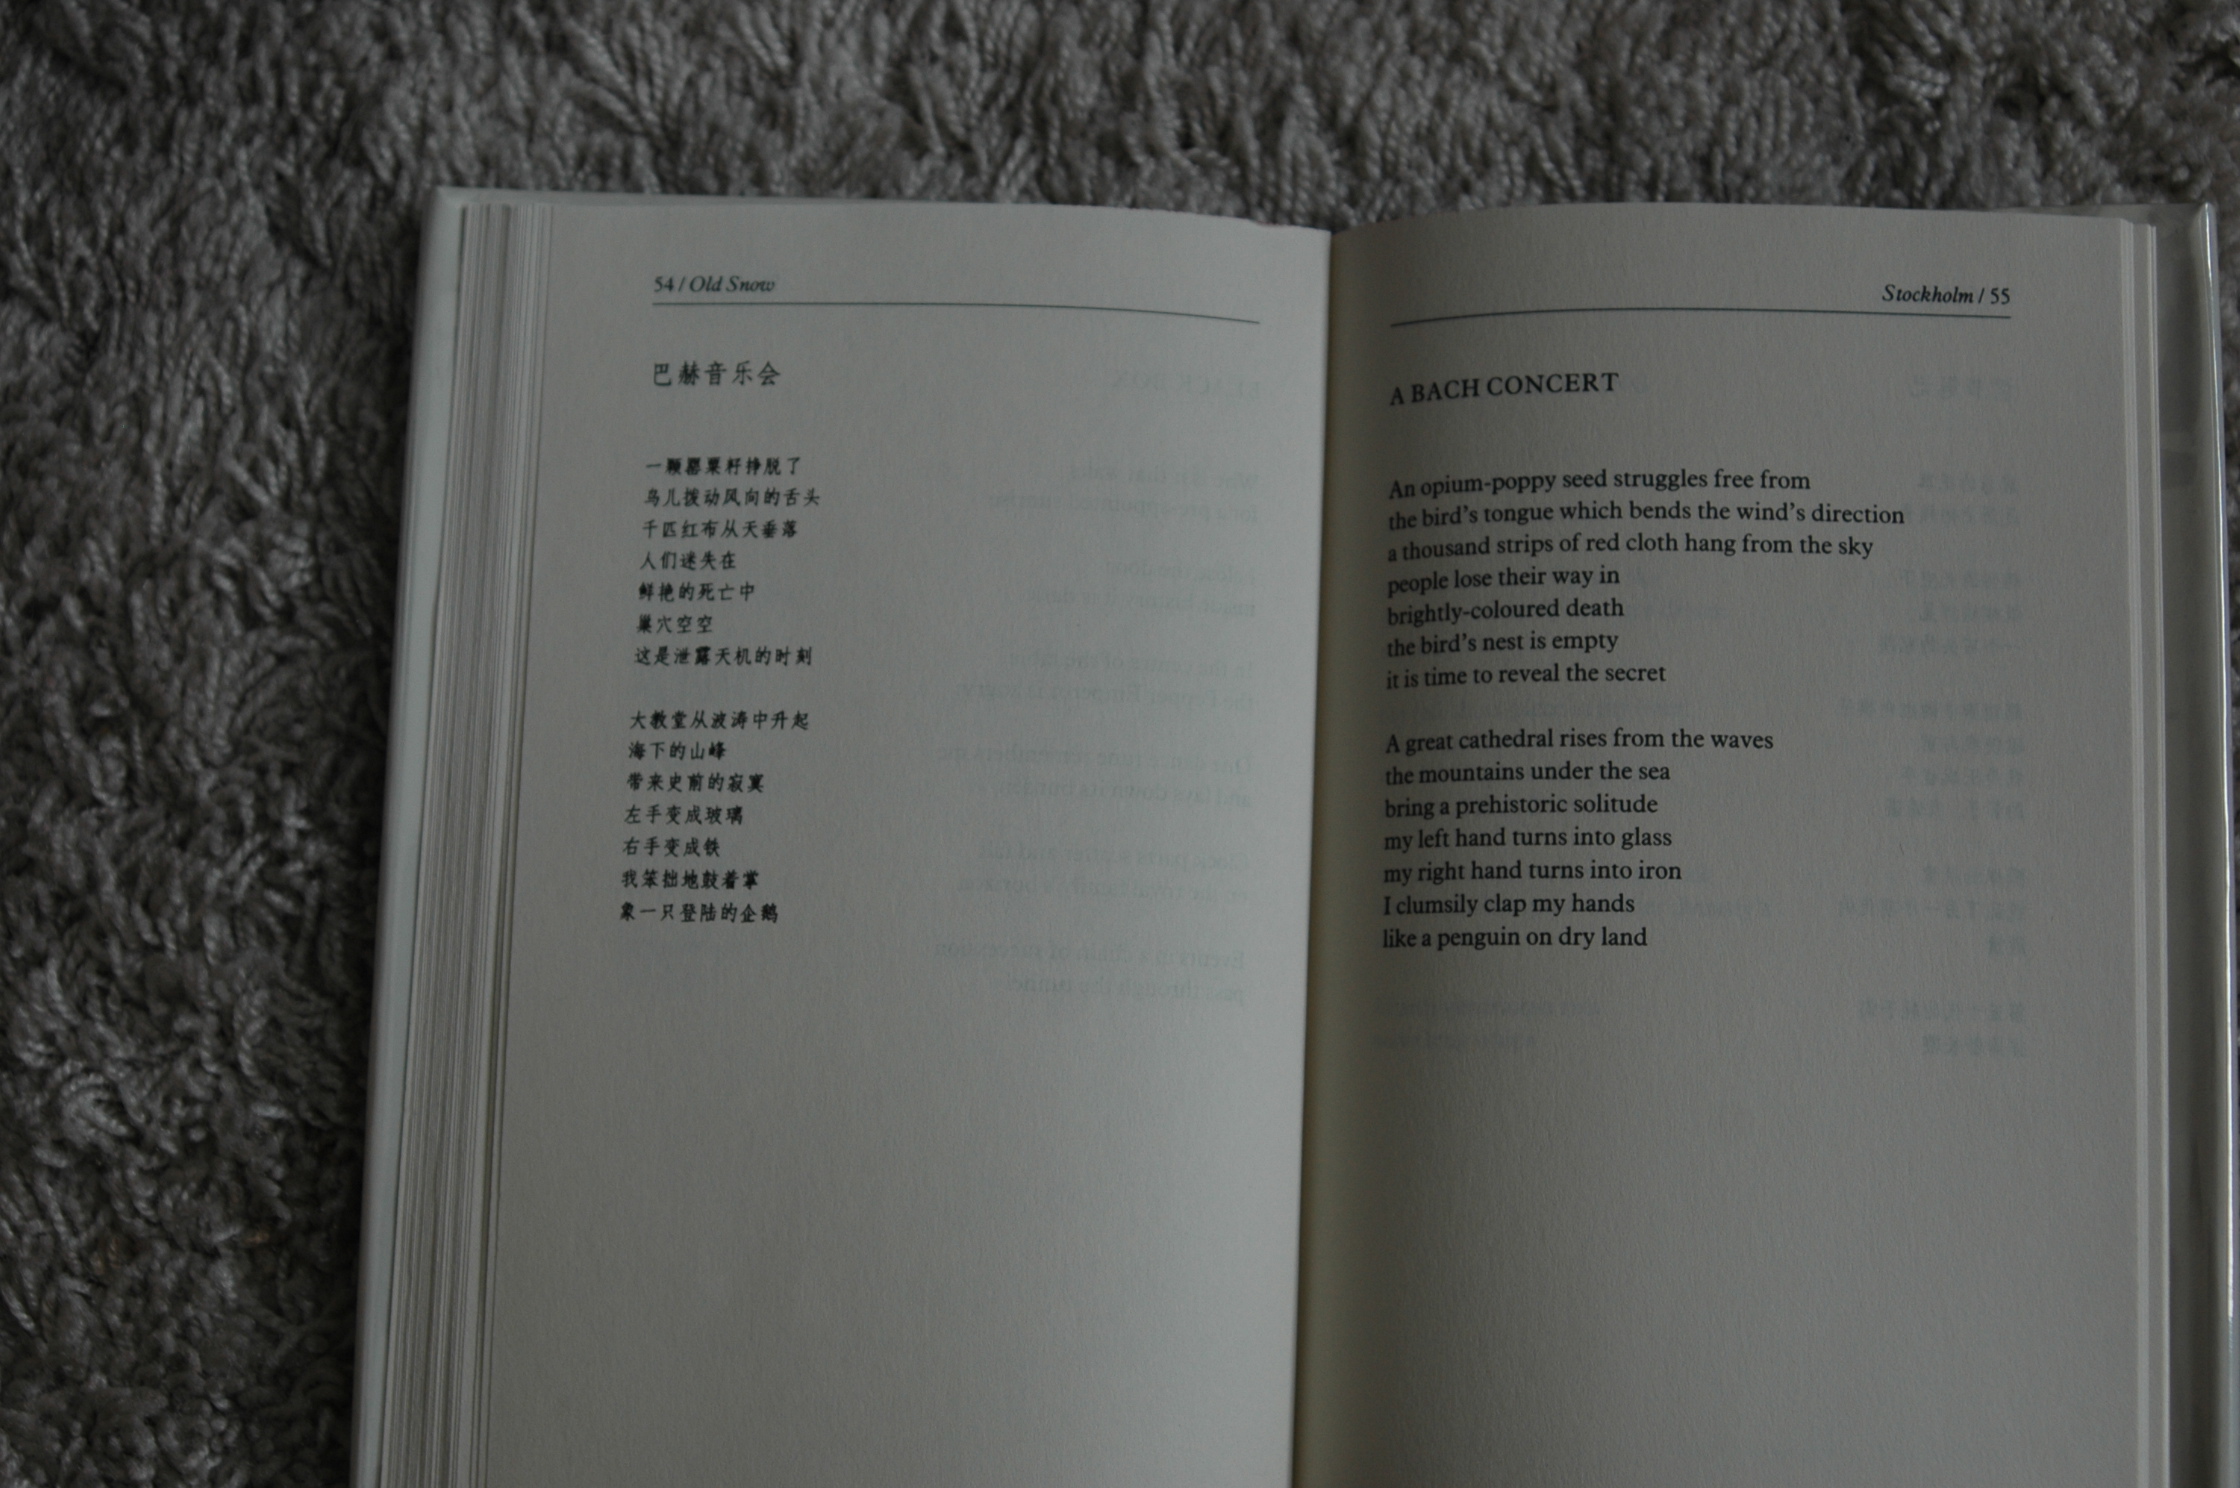 54 / Old Snow
巴赫音乐会
一颗罂粟籽挣脱了
鸟儿拨动风向的舌头
千匹红布从天垂落
人们迷失在
鲜艳的死亡中
巢穴空空
这是泄露天机的时刻
大教堂从波涛中升起
海下的山峰
带来史前的寂寞
左手变成玻璃
右手变成铁
我笨拙地鼓着掌
象一只登陆的企鹅
Stockholm / 55
A BACH CONCERT
An opium-poppy seed struggles free from
the bird's tongue which bends the wind's direction
a thousand strips of red cloth hang from the sky
people lose their way in
brightly-coloured death
the bird's nest is empty
it is time to reveal the secret
A great cathedral rises from the waves
the mountains under the sea
bring a prehistoric solitude
my left hand turns into glass
my right hand turns into iron
I clumsily clap my hands
like a penguin on dry land